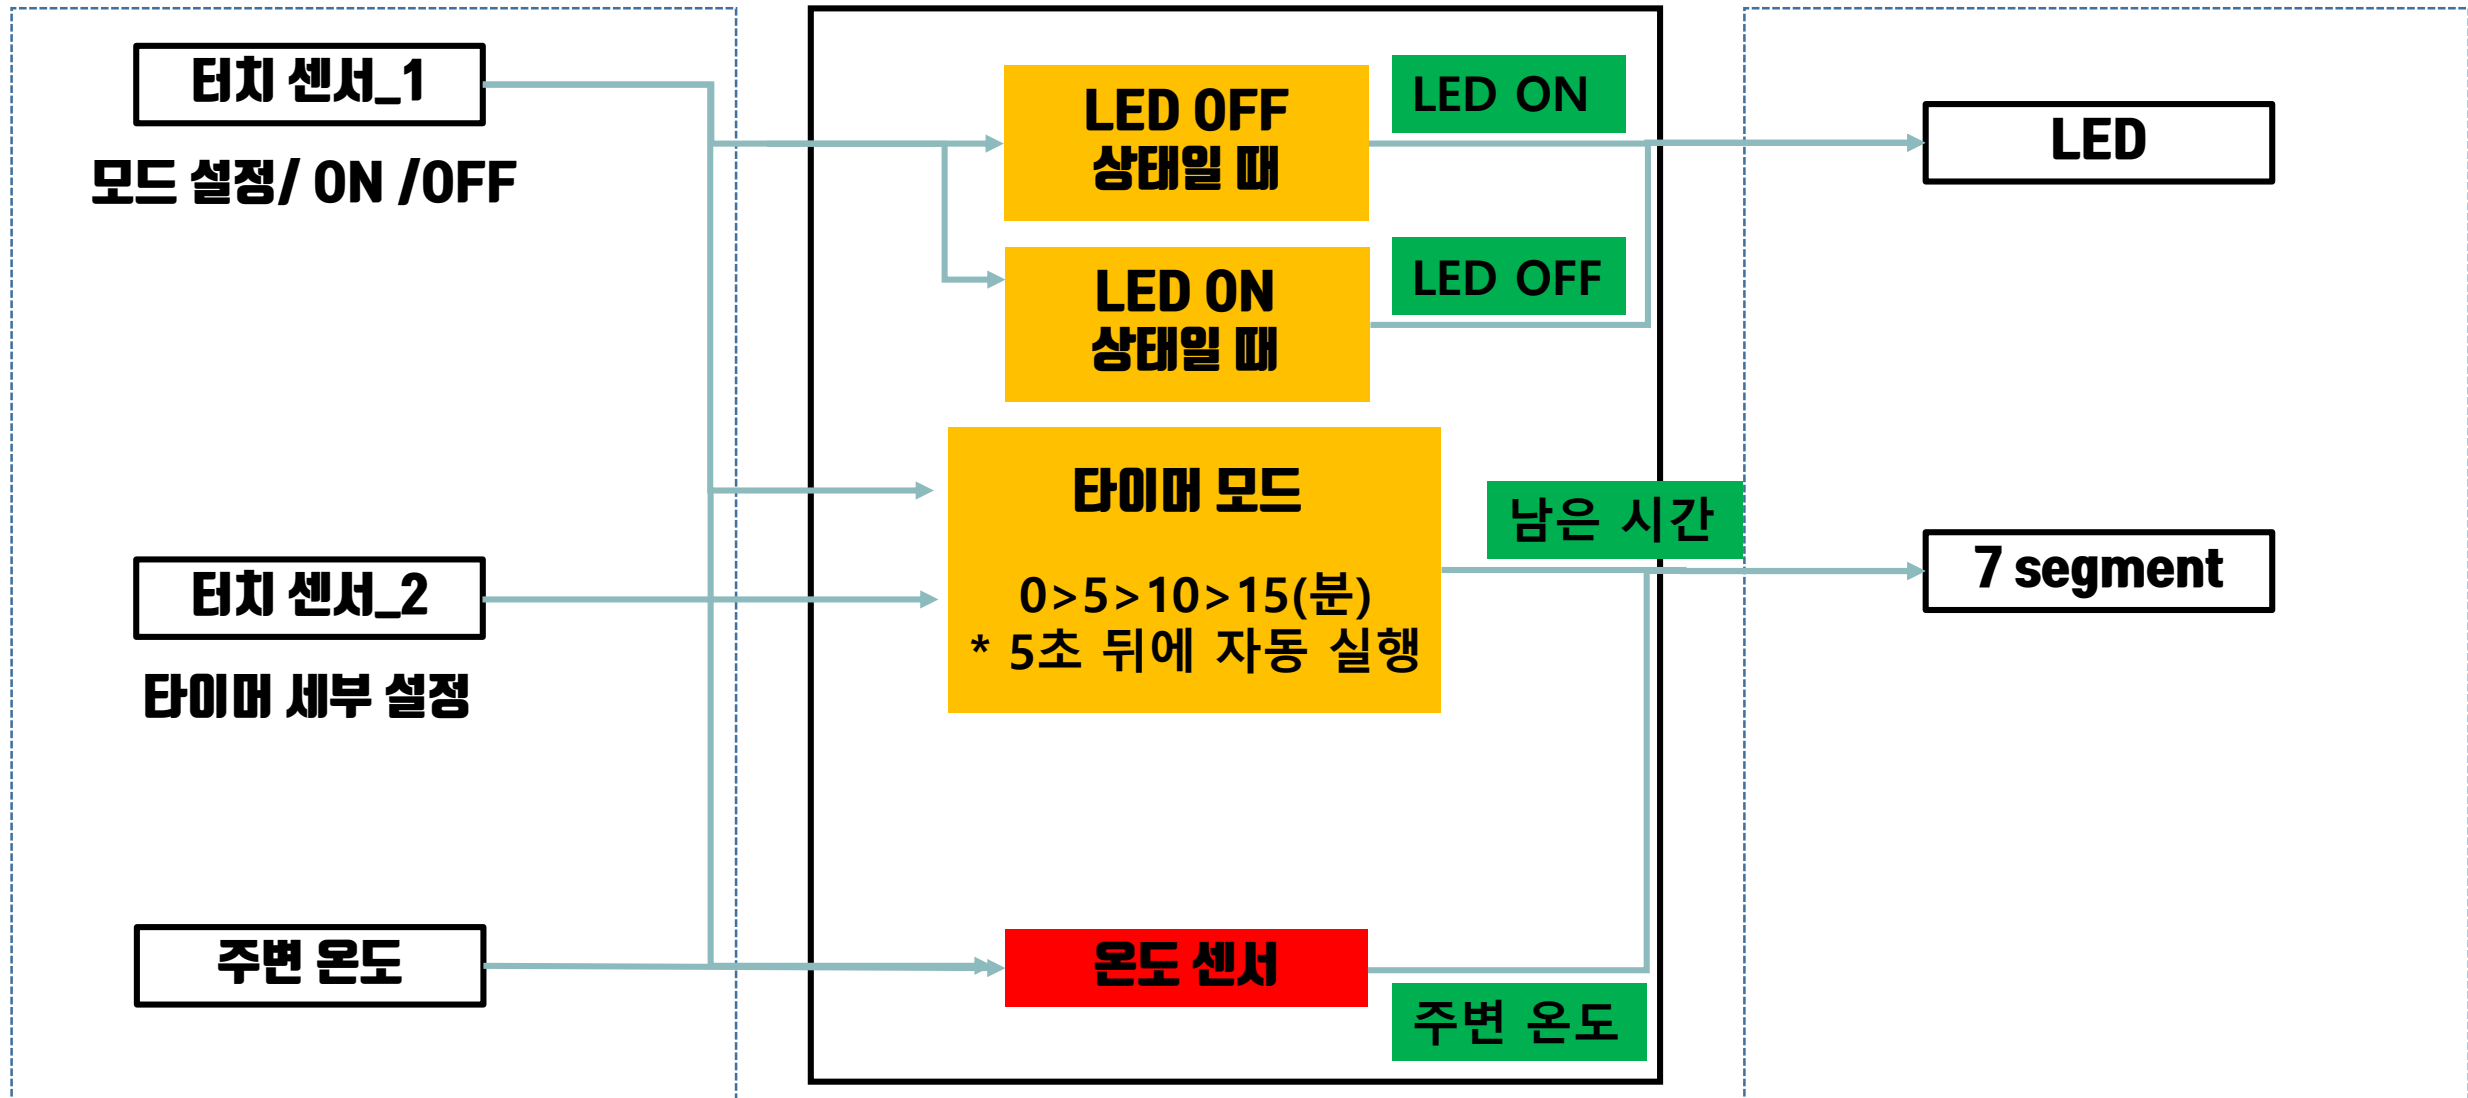 터치 센서_1
모드 설정/ ON /OFF
터치 센서_2
타이머 세부 설정
주변 온도
LED OFF
상태일 때
LED ON
LED ON
상태일 때
LED OFF
타이머 모드
0>5>10>15(분)
* 5초 뒤에 자동 실행
남은 시간
온도 센서
주변 온도
LED
7 segment